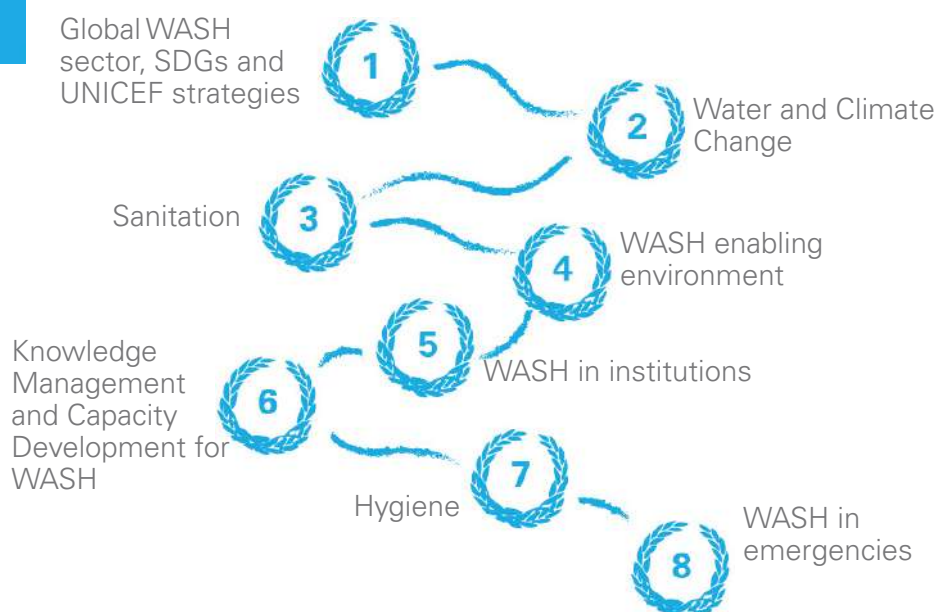 Global WASH
sector, SDGs and
UNICEF strategies
1
2
Water and Climate
Change
Sanitation
3
4
WASH enabling
environment
5
WASH in institutions
Knowledge
Management
and Capacity
Development for
WASH
6
7
Hygiene
8
WASH in
emergencies